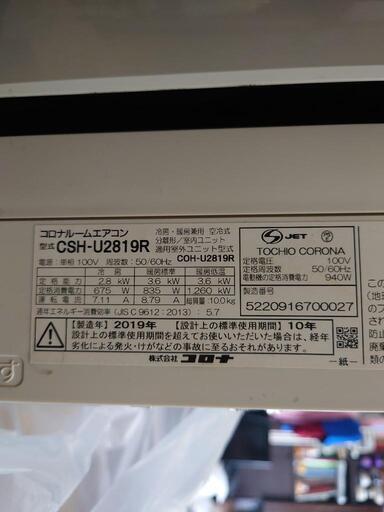 コロナルームエアコン
型式 CSH-U2819R
冷房・暖房兼用 空冷式
分離形/室内ユニット
適用室外ユニット型式
電源:単相100V 周波数:50/60Hz COH-U2819R
冷房 暖房標準 暖房低温
定格能力 2.8 kW 3.6 kW 3.6 kW
定格消費電力 675 W 835 W 1,260 kW
運転電流 7.11 A 8.79 A 総質量 10.0kg
通年エネルギー消費効率(JIS C 9612:2013) : 5.7
【製造年】2019年 【設計上の標準使用期間】10年
設計上の標準使用期間を超えてお使いいただいた場合は、経年
劣化による発火・けがなどの事故に至るおそれがあります。
株式会社 コロナ
JET
TOCHIO CORONA
定格電圧 100V
定格周波数 50/60Hz
電動機の定格消費電力 940W
製造番号
5220916700027
-紙-